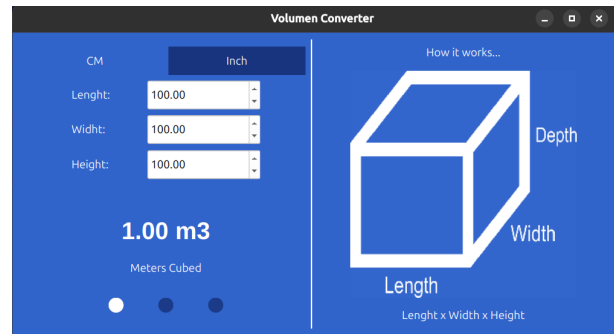 Volumen Converter
CM
Inch
Lenght:
100.00
Widht:
100.00
Height:
100.00
1.00 m3
Meters Cubed
How it works...
Depth
Width
Length
Lenght x Width x Height